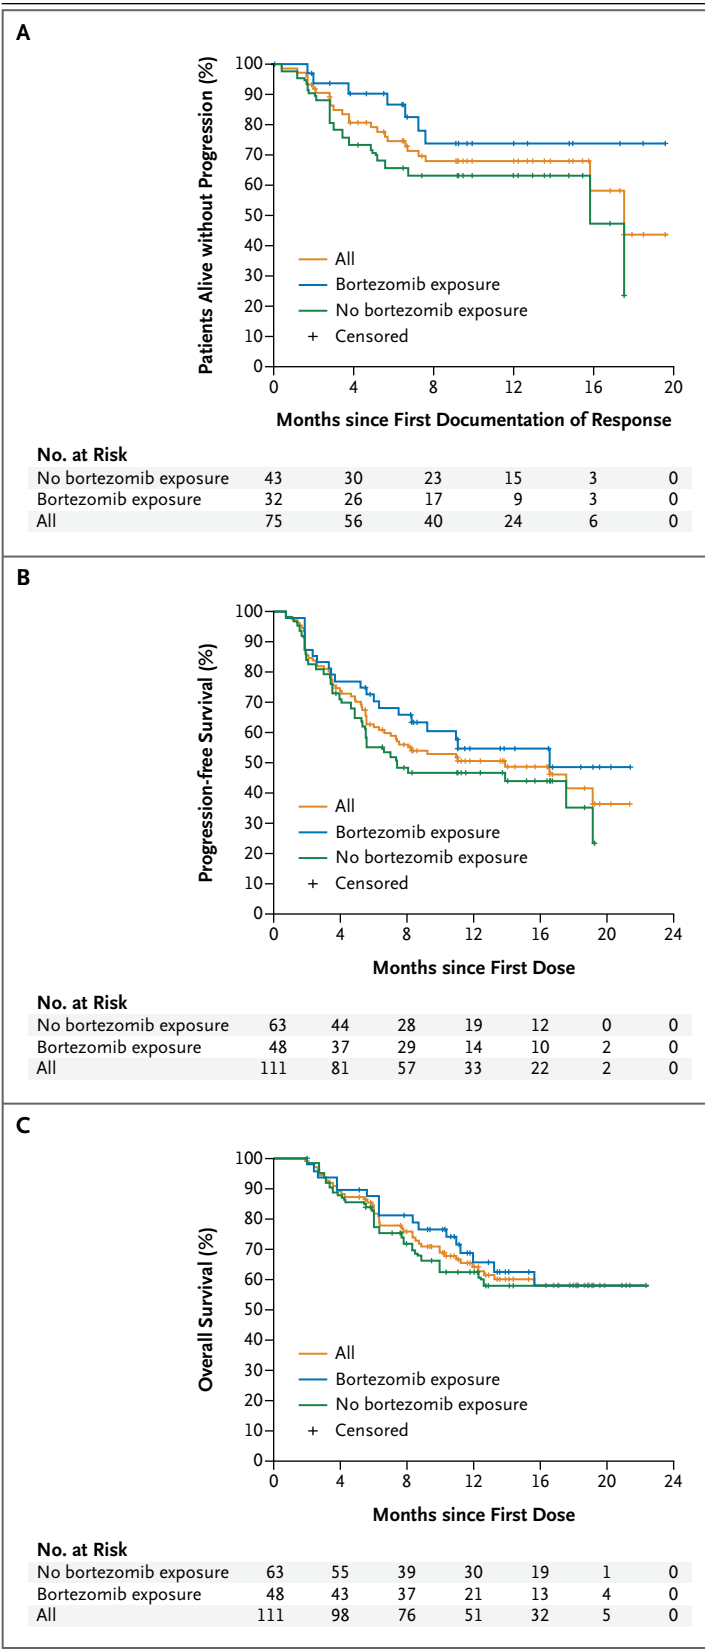 A
Patients Alive without Progression (%)
100
90
80
70
60
50
40
30
20
10
0
All
Bortezomib exposure
No bortezomib exposure
+ Censored
0 4 8 12 16 20
Months since First Documentation of Response
No. at Risk
No bortezomib exposure 43 30 23 15 3 0
Bortezomib exposure 32 26 17 9 3 0
All 75 56 40 24 6 0
B
Progression-free Survival (%)
100
90
80
70
60
50
40
30
20
10
0
All
Bortezomib exposure
No bortezomib exposure
+ Censored
0 4 8 12 16 20 24
Months since First Dose
No. at Risk
No bortezomib exposure 63 44 28 19 12 0 0
Bortezomib exposure 48 37 29 14 10 2 0
All 111 81 57 33 22 2 0
C
Overall Survival (%)
100
90
80
70
60
50
40
30
20
10
0
All
Bortezomib exposure
No bortezomib exposure
+ Censored
0 4 8 12 16 20 24
Months since First Dose
No. at Risk
No bortezomib exposure 63 55 39 30 19 1 0
Bortezomib exposure 48 43 37 21 13 4 0
All 111 98 76 51 32 5 0